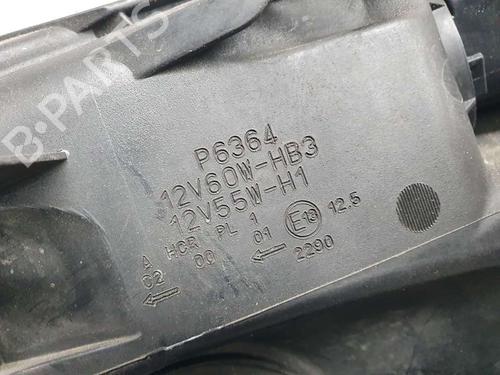 B-PARTS
P6364
12V60W-HB3
12V55W-H1
A HCR PL 1 E13 12.5
C2 00 01 ← 2290
←